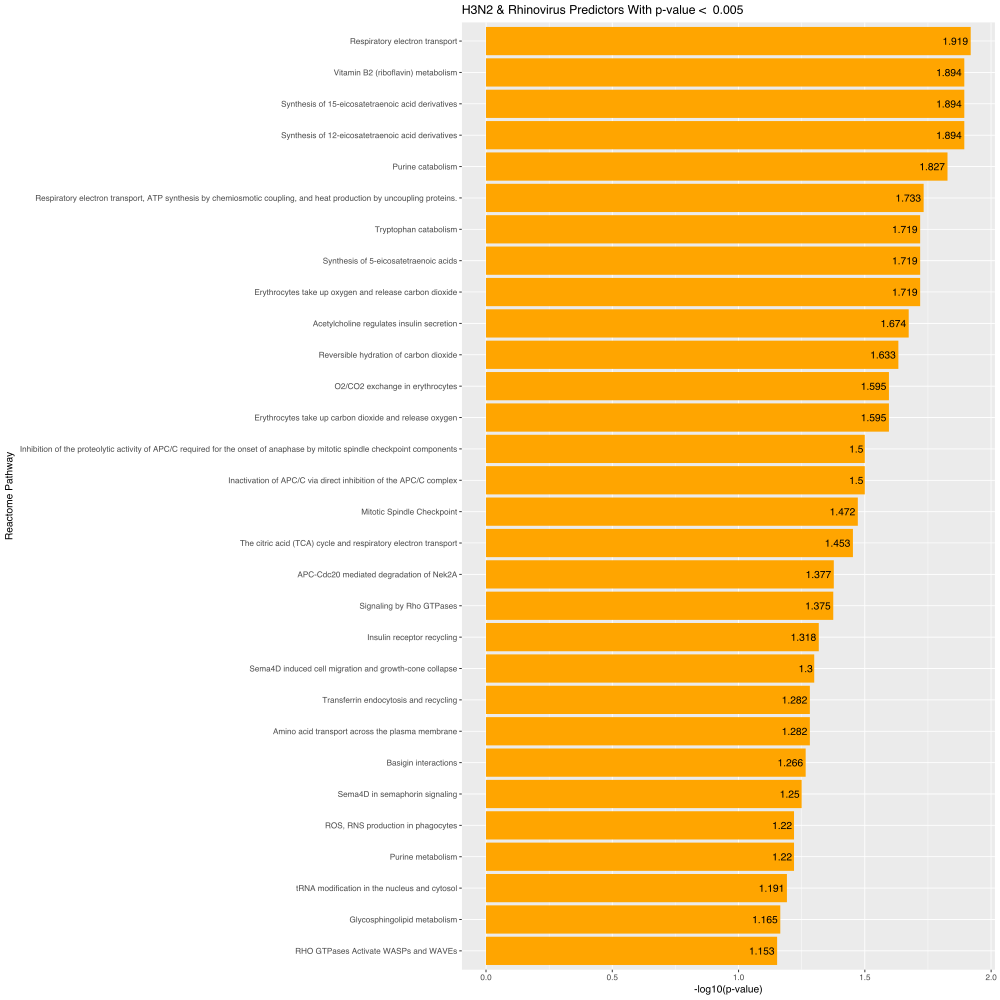 H3N2 & Rhinovirus Predictors With p-value < 0.005
Respiratory electron transport 1.919
Vitamin B2 (riboflavin) metabolism 1.894
Synthesis of 15-eicosatetraenoic acid derivatives 1.894
Synthesis of 12-eicosatetraenoic acid derivatives 1.894
Purine catabolism 1.827
Respiratory electron transport, ATP synthesis by chemiosmotic coupling, and heat production by uncoupling proteins. 1.733
Tryptophan catabolism 1.719
Synthesis of 5-eicosatetraenoic acids 1.719
Erythrocytes take up oxygen and release carbon dioxide 1.719
Acetylcholine regulates insulin secretion 1.674
Reversible hydration of carbon dioxide 1.633
O2/CO2 exchange in erythrocytes 1.595
Erythrocytes take up carbon dioxide and release oxygen 1.595
Inhibition of the proteolytic activity of APC/C required for the onset of anaphase by mitotic spindle checkpoint components 1.5
Inactivation of APC/C via direct inhibition of the APC/C complex 1.5
Mitotic Spindle Checkpoint 1.472
The citric acid (TCA) cycle and respiratory electron transport 1.453
APC-Cdc20 mediated degradation of Nek2A 1.377
Signaling by Rho GTPases 1.375
Insulin receptor recycling 1.318
Sema4D induced cell migration and growth-cone collapse 1.3
Transferrin endocytosis and recycling 1.282
Amino acid transport across the plasma membrane 1.282
Basigin interactions 1.266
Sema4D in semaphorin signaling 1.25
ROS, RNS production in phagocytes 1.22
Purine metabolism 1.22
tRNA modification in the nucleus and cytosol 1.191
Glycosphingolipid metabolism 1.165
RHO GTPases Activate WASPs and WAVEs 1.153
Reactome Pathway
0.0 0.5 1.0 1.5 2.0
-log10(p-value)